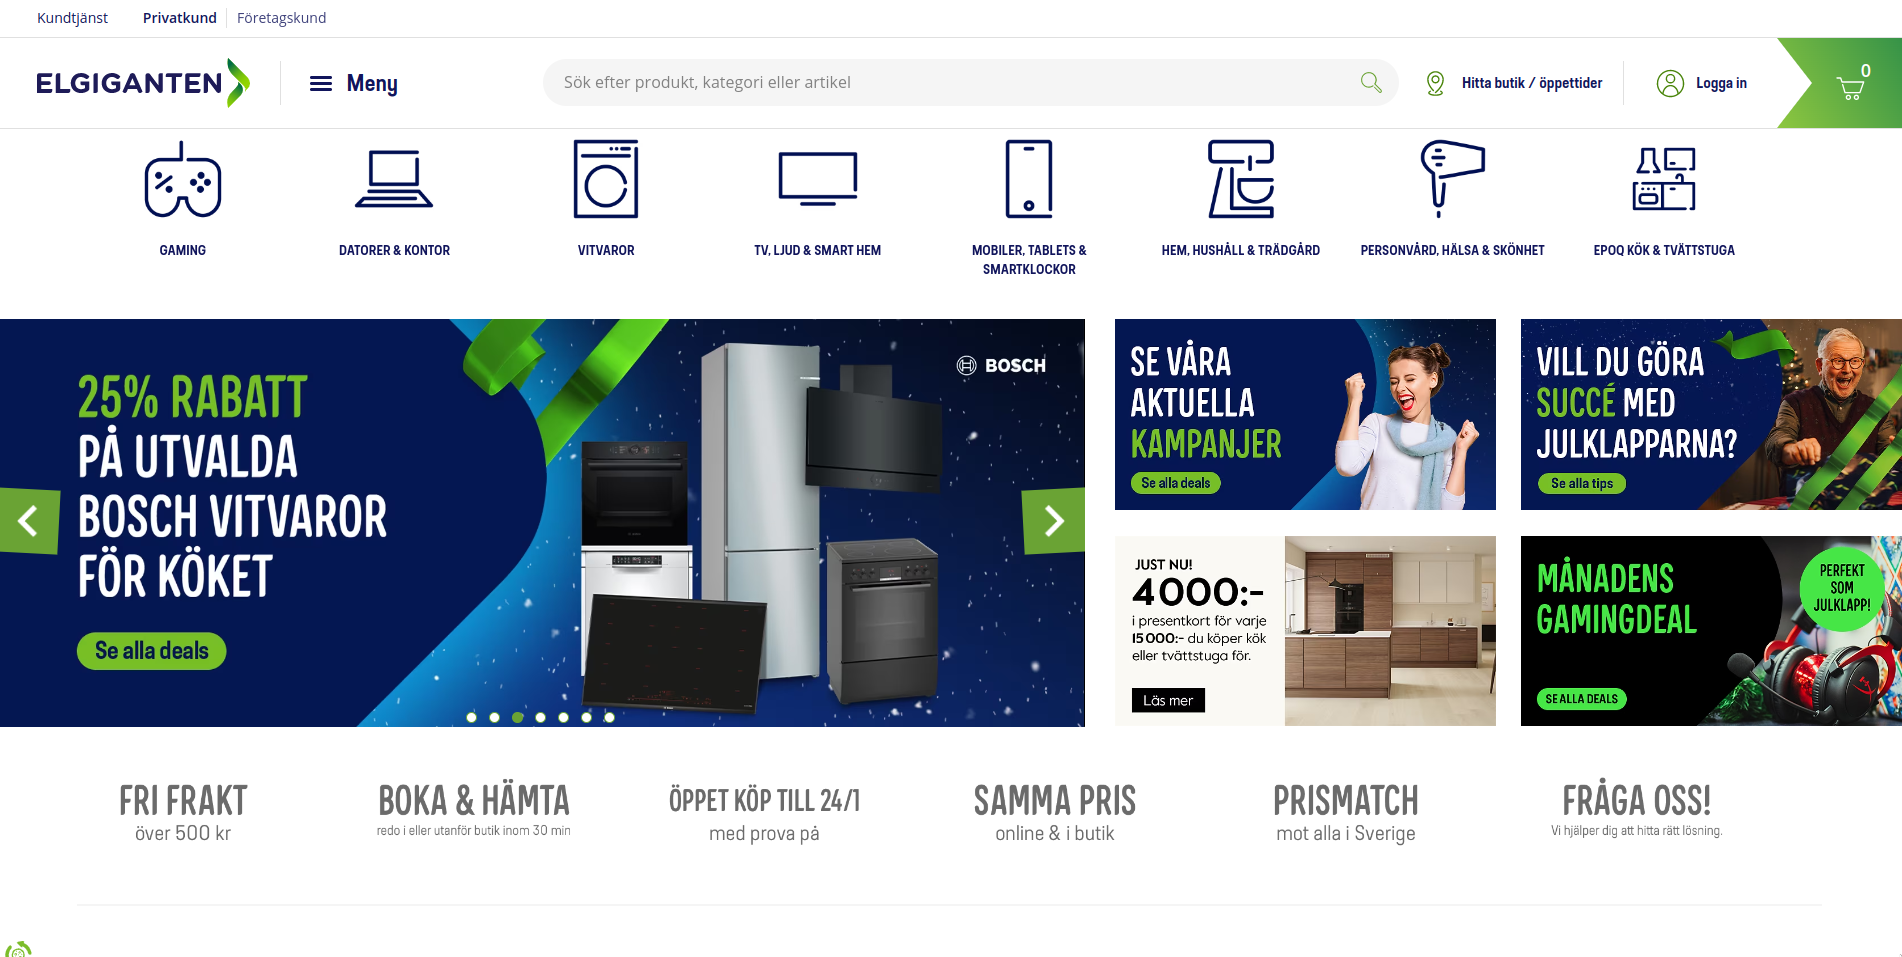 Kundtjänst
Privatkund
Företagskund
ELGIGANTEN
Meny
Sök efter produkt, kategori eller artikel
Hitta butik / öppettider
Logga in
0
GAMING
DATORER & KONTOR
VITVAROR
TV, LJUD & SMART HEM
MOBILER, TABLETS &
SMARTKLOCKOR
HEM, HUSHÅLL & TRÄDGÅRD
PERSONVÅRD, HÄLSA & SKÖNHET
EPOQ KÖK & TVÄTTSTUGA
25% RABATT
PÅ UTVALDA
BOSCH VITVAROR
FÖR KÖKET
Se alla deals
BOSCH
SE VÅRA
AKTUELLA
KAMPANJER
Se alla deals
VILL DU GÖRA
SUCCÉ MED
JULKLAPPARNA?
Se alla tips
JUST NU!
4000:-
i presentkort för varje
15 000:- du köper kök
eller tvättstuga för.
Läs mer
MÅNADENS
GAMINGDEAL
PERFEKT
SOM
JULKLAPP!
SE ALLA DEALS
FRI FRAKT
över 500 kr
BOKA & HÄMTA
redo i eller utanför butik inom 30 min
ÖPPET KÖP TILL 24/1
med prova på
SAMMA PRIS
online & i butik
PRISMATCH
mot alla i Sverige
FRÅGA OSS!
Vi hjälper dig att hitta rätt lösning.